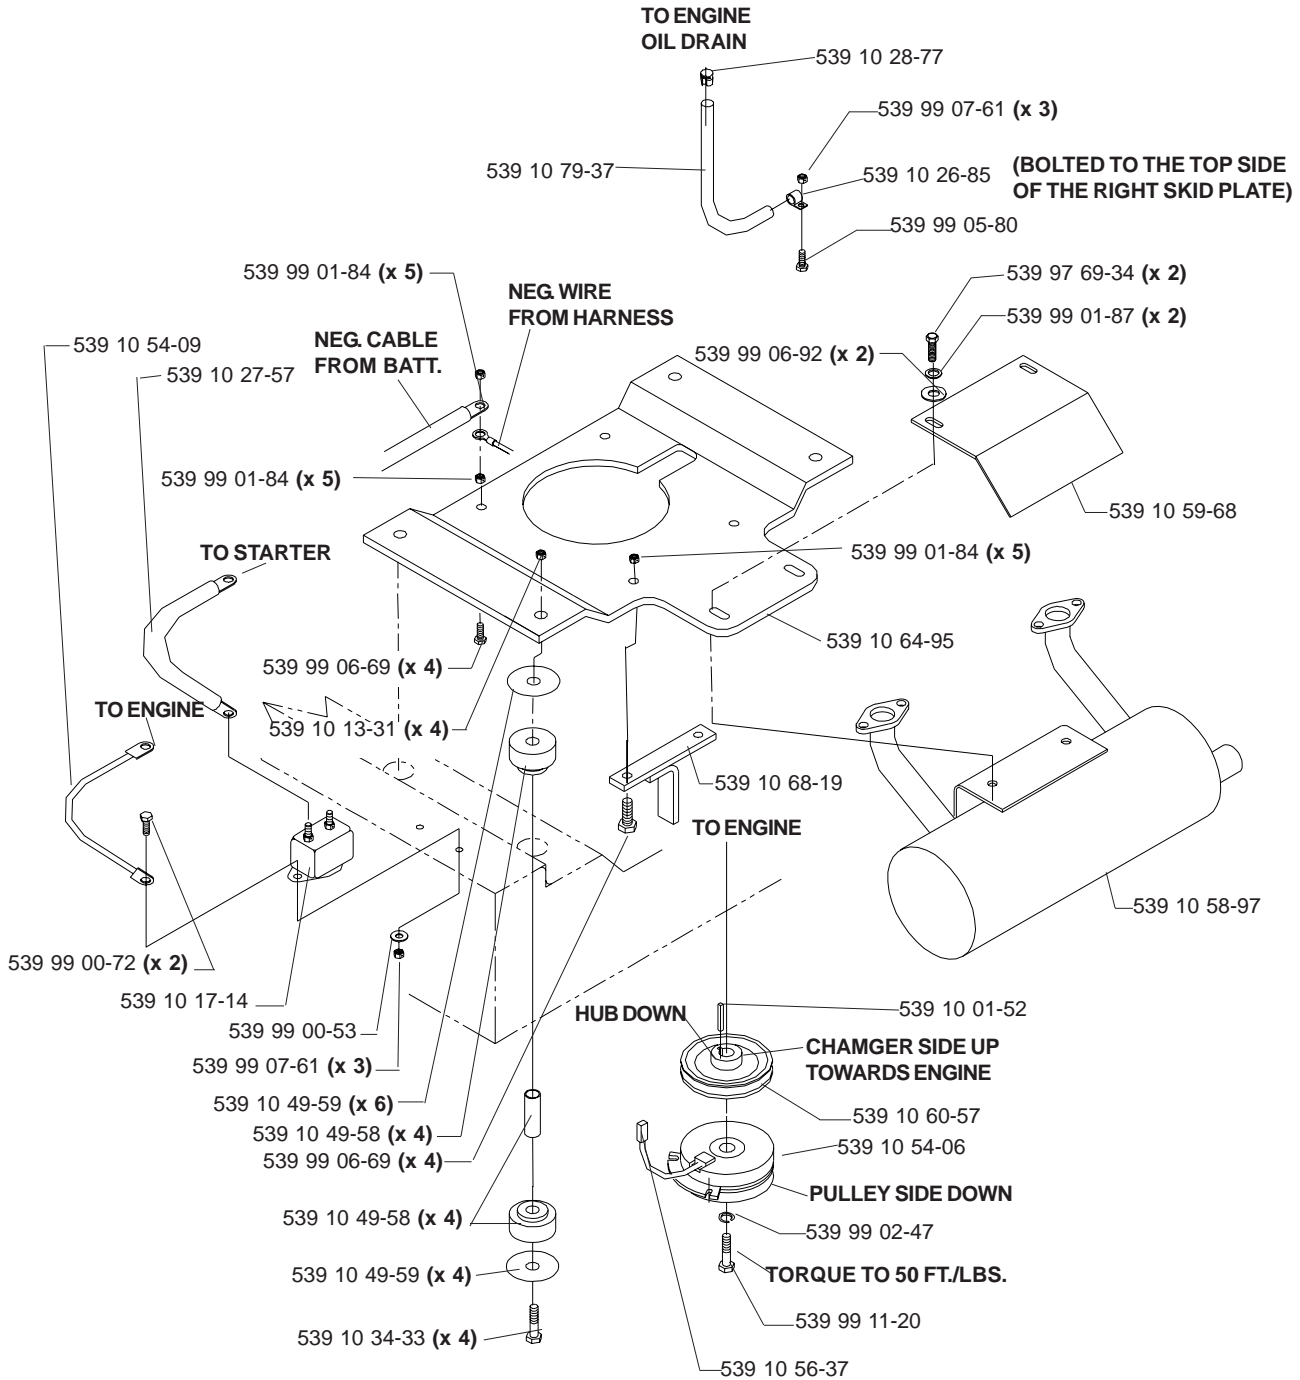 TO ENGINE
OIL DRAIN
539 10 28-77
539 99 07-61 (x 3)
539 10 79-37
539 10 26-85
(BOLTED TO THE TOP SIDE
OF THE RIGHT SKID PLATE)
539 99 05-80
539 99 01-84 (x 5)
NEG. WIRE
FROM HARNESS
539 97 69-34 (x 2)
539 99 01-87 (x 2)
539 10 54-09
NEG. CABLE
FROM BATT.
539 99 06-92 (x 2)
539 10 27-57
539 99 01-84 (x 5)
539 10 59-68
TO STARTER
539 99 01-84 (x 5)
539 10 64-95
539 99 06-69 (x 4)
TO ENGINE
539 10 13-31 (x 4)
539 10 68-19
TO ENGINE
539 10 58-97
539 99 00-72 (x 2)
539 10 17-14
539 99 00-53
HUB DOWN
539 10 01-52
CHAMGER SIDE UP
TOWARDS ENGINE
539 99 07-61 (x 3)
539 10 49-59 (x 6)
539 10 60-57
539 10 49-58 (x 4)
539 10 54-06
539 99 06-69 (x 4)
PULLEY SIDE DOWN
539 10 49-58 (x 4)
539 99 02-47
539 10 49-59 (x 4)
TORQUE TO 50 FT./LBS.
539 99 11-20
539 10 34-33 (x 4)
539 10 56-37